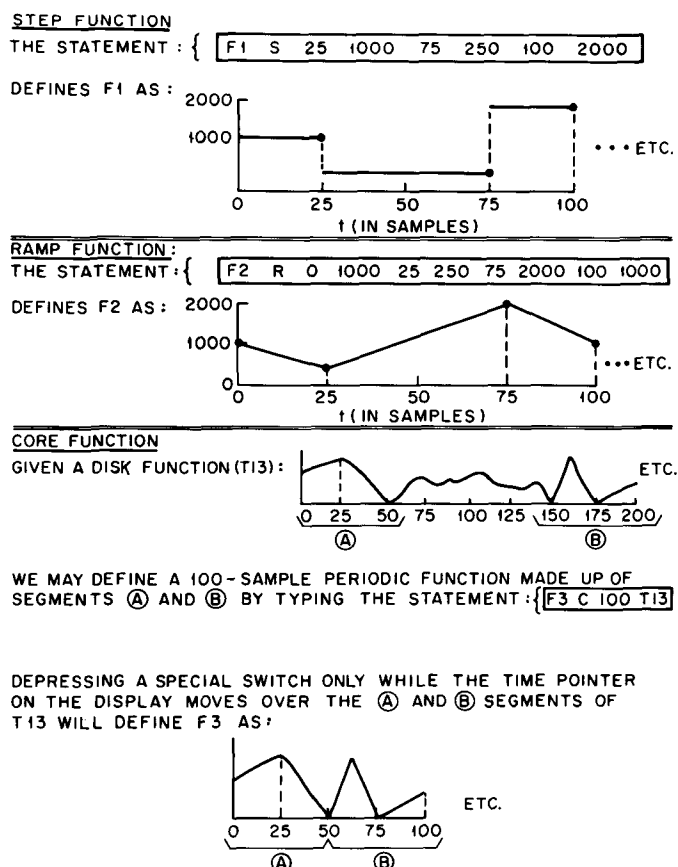 STEP FUNCTION
THE STATEMENT : { F1 S 25 1000 75 250 100 2000
DEFINES F1 AS :
2000
1000
• • • ETC.
0 25 50 75 100
t (IN SAMPLES)
RAMP FUNCTION :
THE STATEMENT : { F2 R 0 1000 25 250 75 2000 100 1000
DEFINES F2 AS :
2000
1000
0
• • • ETC.
25 50 75 100
t (IN SAMPLES)
CORE FUNCTION
GIVEN A DISK FUNCTION (T13) :
ETC.
0 25 50 75 100 125 150 175 200
A B
WE MAY DEFINE A 100-SAMPLE PERIODIC FUNCTION MADE UP OF
SEGMENTS A AND B BY TYPING THE STATEMENT : { F3 C 100 T13
DEPRESSING A SPECIAL SWITCH ONLY WHILE THE TIME POINTER
ON THE DISPLAY MOVES OVER THE A AND B SEGMENTS OF
T13 WILL DEFINE F3 AS :
ETC.
0 25 50 75 100
A B